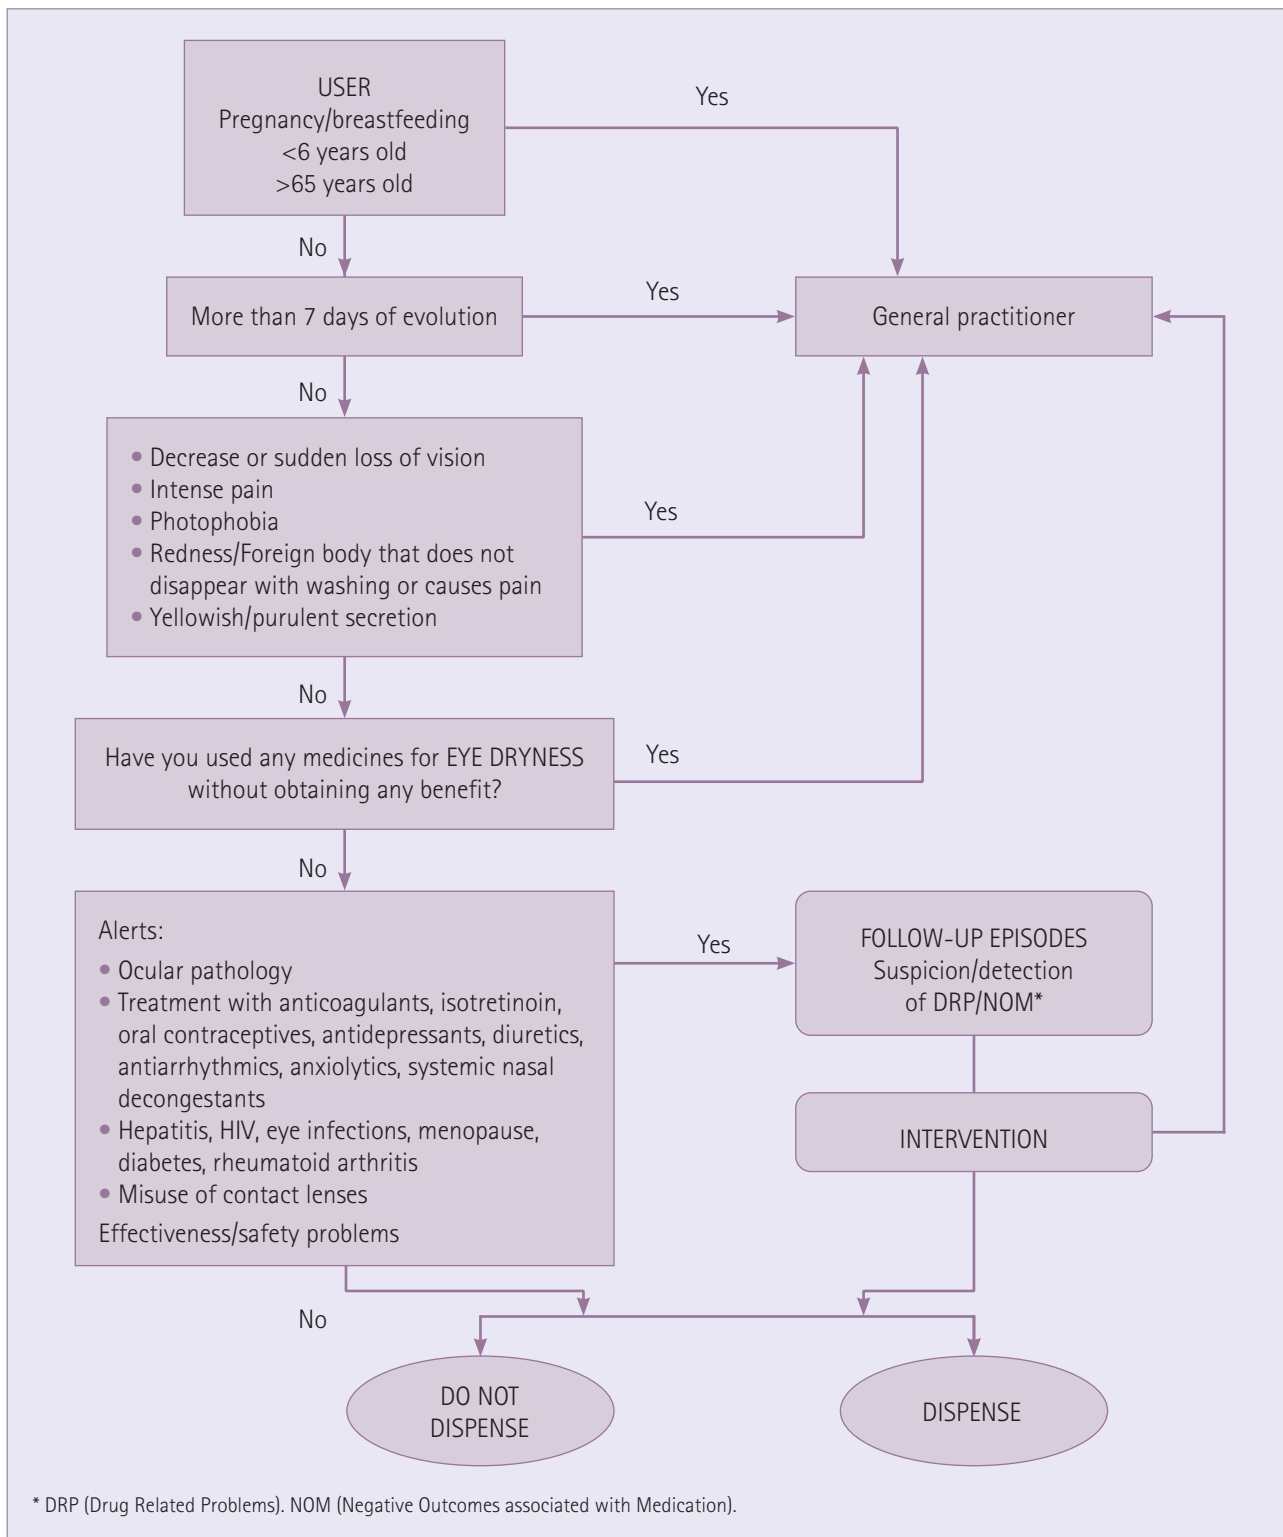 USER
Pregnancy/breastfeeding
<6 years old
>65 years old
Yes
No
More than 7 days of evolution
Yes
General practitioner
No
• Decrease or sudden loss of vision
• Intense pain
• Photophobia
• Redness/Foreign body that does not
disappear with washing or causes pain
• Yellowish/purulent secretion
Yes
No
Have you used any medicines for EYE DRYNESS
without obtaining any benefit?
Yes
No
Alerts:
• Ocular pathology
• Treatment with anticoagulants, isotretinoin,
oral contraceptives, antidepressants, diuretics,
antiarrhythmics, anxiolytics, systemic nasal
decongestants
• Hepatitis, HIV, eye infections, menopause,
diabetes, rheumatoid arthritis
• Misuse of contact lenses
Effectiveness/safety problems
Yes
FOLLOW-UP EPISODES
Suspicion/detection
of DRP/NOM*
INTERVENTION
No
DO NOT
DISPENSE
DISPENSE
* DRP (Drug Related Problems). NOM (Negative Outcomes associated with Medication).